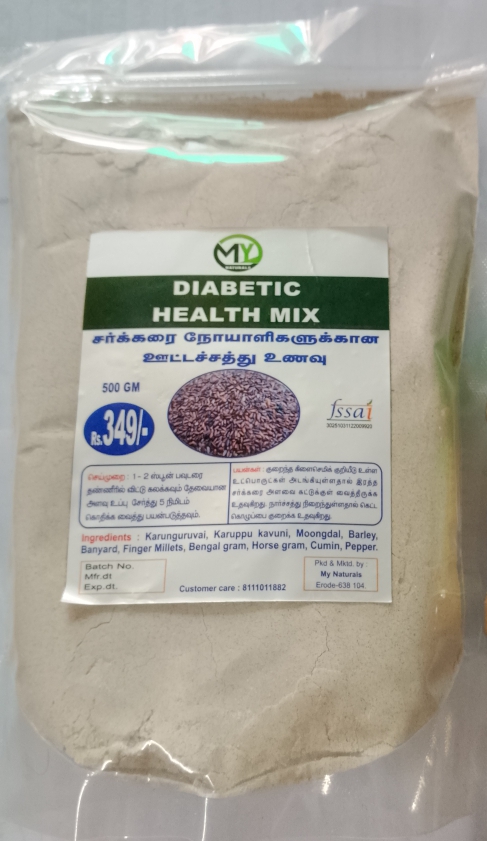 MY
NATURALS
DIABETIC
HEALTH MIX
சர்க்கரை நோயாளிகளுக்கான
ஊட்டச்சத்து உணவு
500 GM
Rs.349/-
fssai
செய்முறை : 1 - 2 ஸ்பூன் பவுடரை
தண்ணீரில் விட்டு கலக்கவும் தேவையான
அளவு உப்பு சேர்த்து 5 நிமிடம்
கொதிக்க வைத்து பயன்படுத்தவும்.
பயன்கள் : குறைந்த கிளைசெமிக் குறியீடு உள்ள
உட்பொருட்கள் அடங்கியுள்ளதால் இரத்த
சர்க்கரை அளவை கட்டுக்குள் வைத்திருக்க
உதவுகிறது. நார்ச்சத்து நிறைந்துள்ளதால் கெட்ட
கொழுப்பை குறைக்க உதவுகிறது.
Ingredients : Karunguruvai, Karuppu kavuni, Moongdal, Barley,
Banyard, Finger Millets, Bengal gram, Horse gram, Cumin, Pepper.
Batch No.
Mfr.dt
Exp.dt.
Customer care : 8111011882
Pkd & Mktd. by
My Naturals
Erode-638 104.